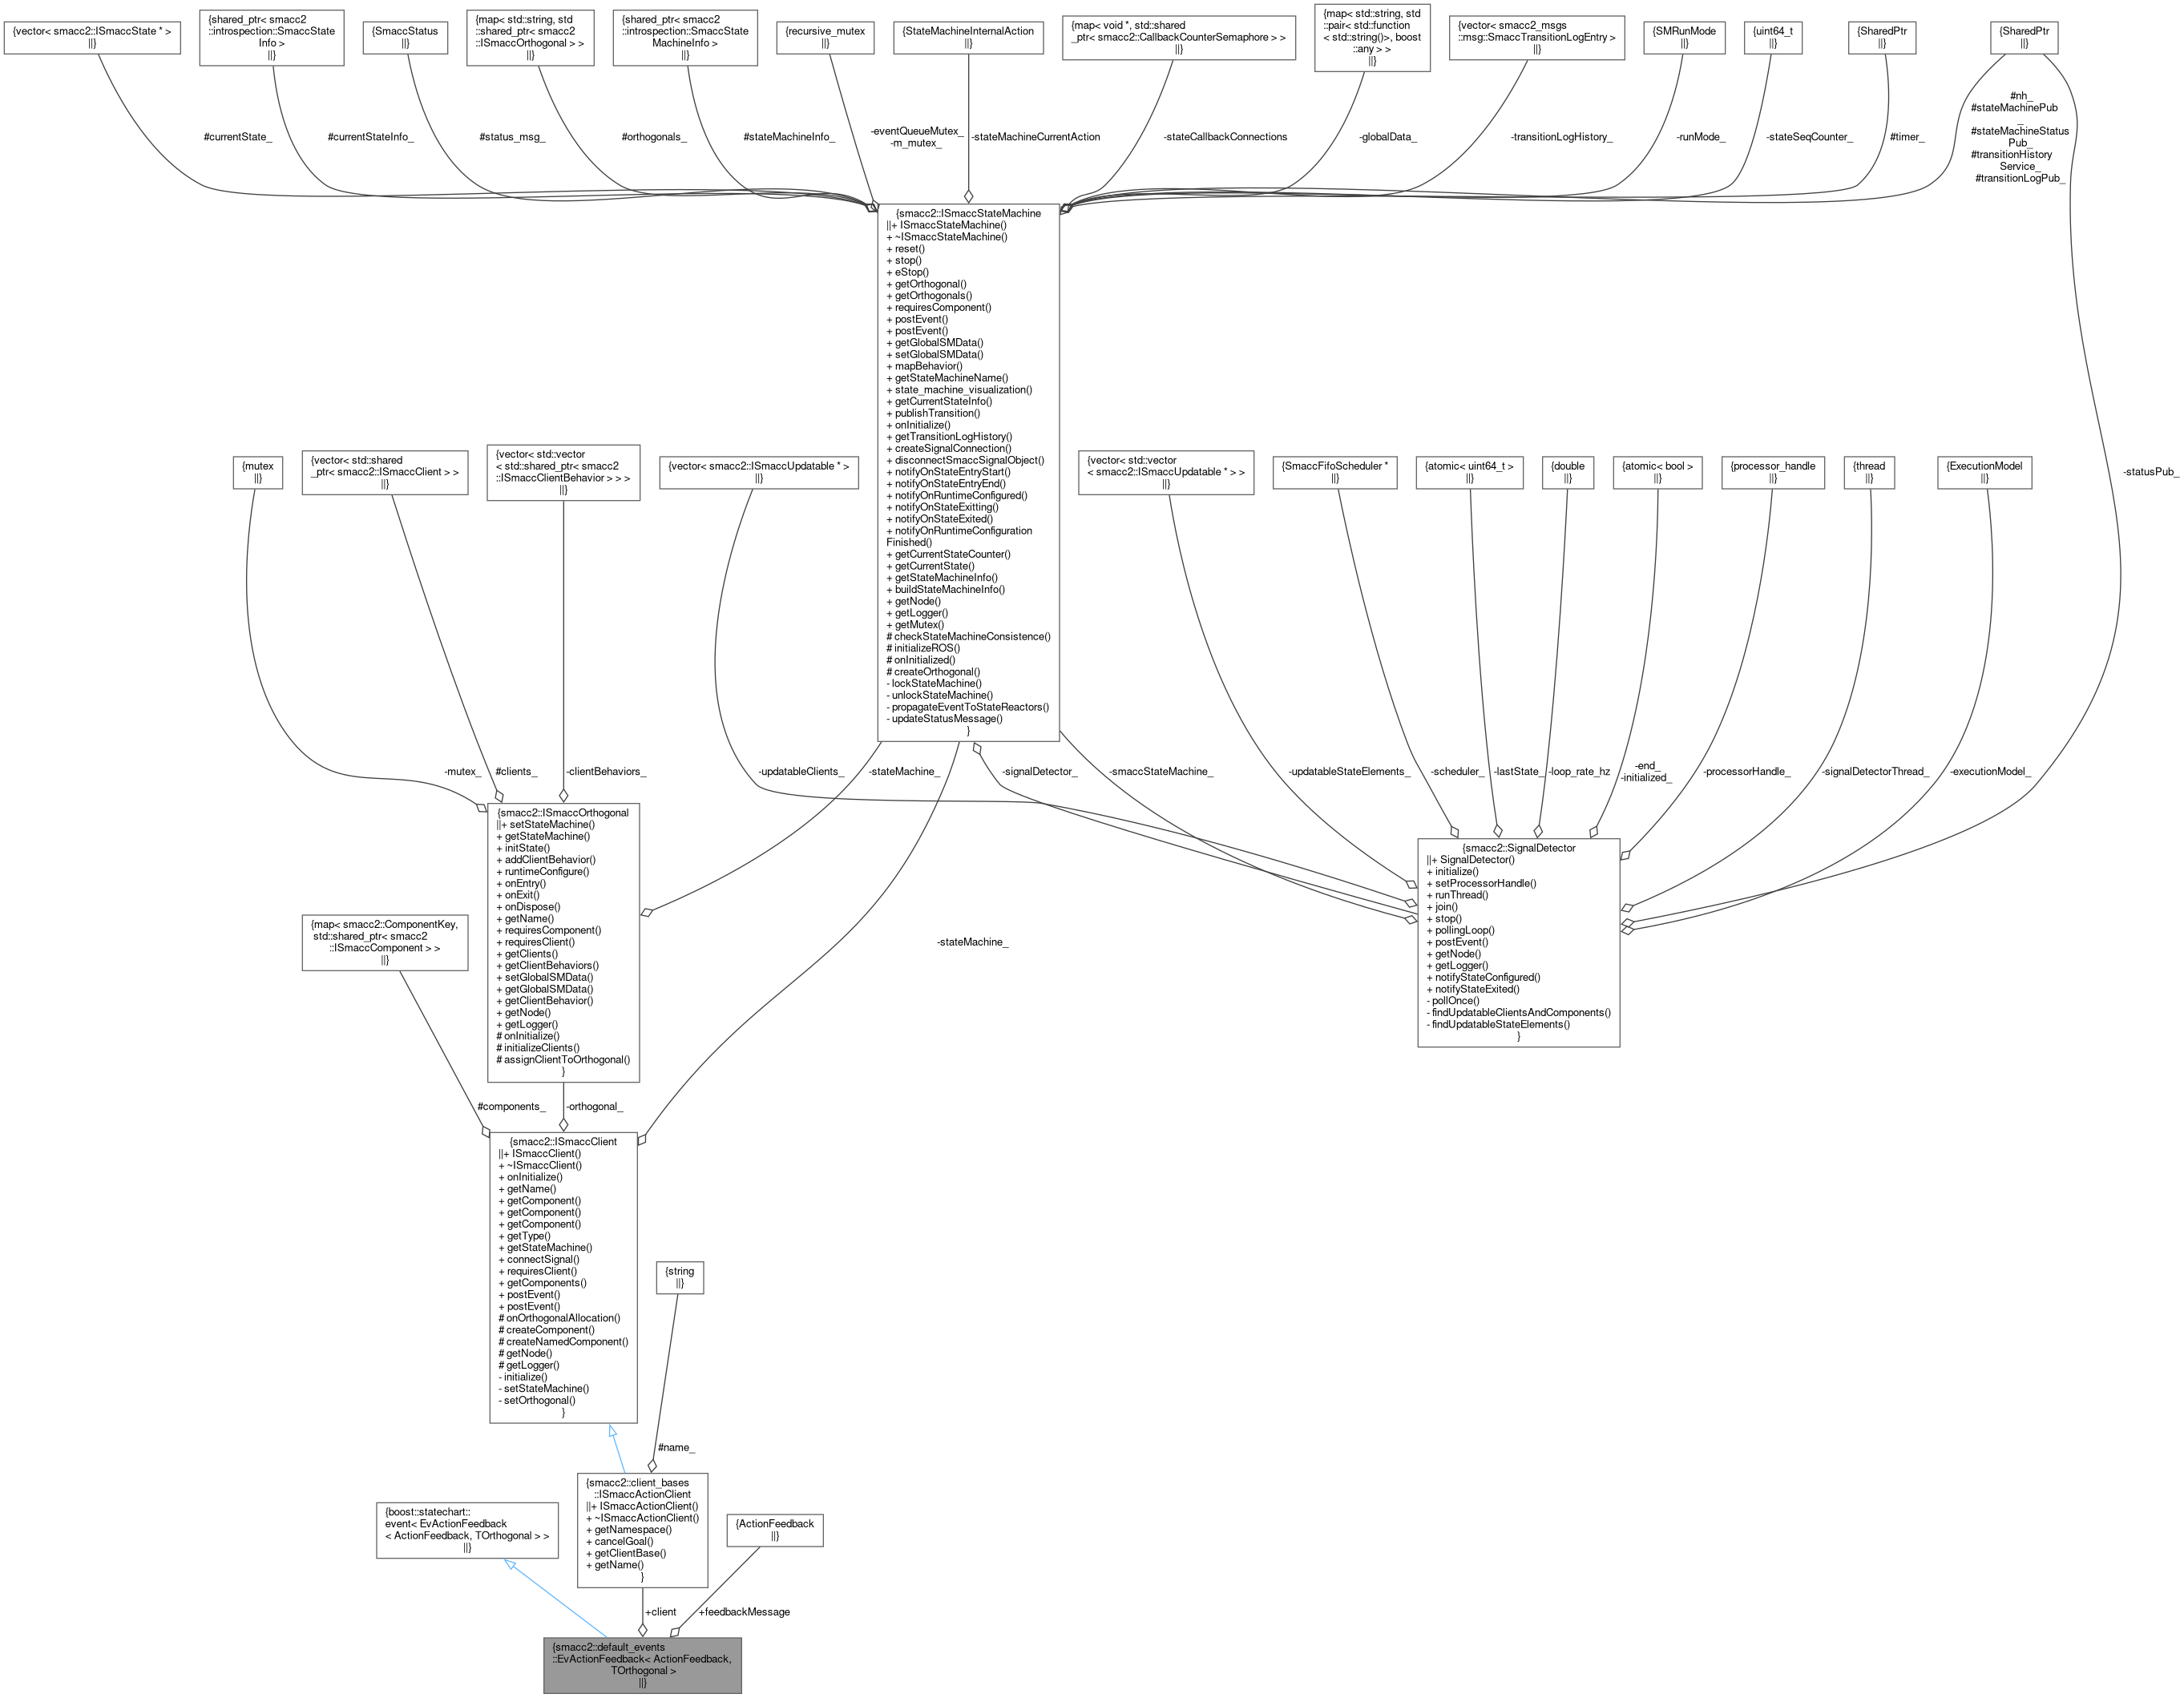 {vector< smacc2::ISmaccState * >
||}
{shared_ptr< smacc2
::introspection::SmaccState
Info >
||}
{SmaccStatus
||}
{map< std::string, std
::shared_ptr< smacc2
::ISmaccOrthogonal > >
||}
{shared_ptr< smacc2
::introspection::SmaccState
MachineInfo >
||}
{recursive_mutex
||}
{StateMachineInternalAction
||}
{map< void *, std::shared
_ptr< smacc2::CallbackCounterSemaphore > >
||}
{map< std::string, std
::pair< std::function
< std::string()>, boost
::any > >
||}
{vector< smacc2_msgs
::msg::SmaccTransitionLogEntry >
||}
{SMRunMode
||}
{uint64_t
||}
{SharedPtr
||}
{SharedPtr
||}
#currentState_
#currentStateInfo_
#status_msg_
#orthogonals_
#stateMachineInfo_
-eventQueueMutex_
-m_mutex_
-stateMachineCurrentAction
-stateCallbackConnections
-globalData_
-transitionLogHistory_
-runMode_
-stateSeqCounter_
#timer_
#nh_
#stateMachinePub
_
#stateMachineStatus
Pub_
#transitionHistory
Service_
#transitionLogPub_
{smacc2::ISmaccStateMachine
||+ ISmaccStateMachine()
+ ~ISmaccStateMachine()
+ reset()
+ stop()
+ eStop()
+ getOrthogonal()
+ getOrthogonals()
+ requiresComponent()
+ postEvent()
+ postEvent()
+ getGlobalSMData()
+ setGlobalSMData()
+ mapBehavior()
+ getStateMachineName()
+ state_machine_visualization()
+ getCurrentStateInfo()
+ publishTransition()
+ onInitialize()
+ getTransitionLogHistory()
+ createSignalConnection()
+ disconnectSmaccSignalObject()
+ notifyOnStateEntryStart()
+ notifyOnStateEntryEnd()
+ notifyOnRuntimeConfigured()
+ notifyOnStateExitting()
+ notifyOnStateExited()
+ notifyOnRuntimeConfiguration
Finished()
+ getCurrentStateCounter()
+ getCurrentState()
+ getStateMachineInfo()
+ buildStateMachineInfo()
+ getNode()
+ getLogger()
+ getMutex()
# checkStateMachineConsistence()
# initializeROS()
# onInitialized()
# createOrthogonal()
- lockStateMachine()
- unlockStateMachine()
- propagateEventToStateReactors()
- updateStatusMessage()
}
-statusPub_
{mutex
||}
{vector< std::shared
_ptr< smacc2::ISmaccClient > >
||}
{vector< std::vector
< std::shared_ptr< smacc2
::ISmaccClientBehavior > > >
||}
{vector< smacc2::ISmaccUpdatable * >
||}
{vector< std::vector
< smacc2::ISmaccUpdatable * > >
||}
{SmaccFifoScheduler *
||}
{atomic< uint64_t >
||}
{double
||}
{atomic< bool >
||}
{processor_handle
||}
{thread
||}
{ExecutionModel
||}
-mutex_
#clients_
-clientBehaviors_
-updatableClients_
-stateMachine_
-signalDetector_
-smaccStateMachine_
-updatableStateElements_
-scheduler_
-lastState_
-loop_rate_hz
-end_
-initialized_
-processorHandle_
-signalDetectorThread_
-executionModel_
{smacc2::ISmaccOrthogonal
||+ setStateMachine()
+ getStateMachine()
+ initState()
+ addClientBehavior()
+ runtimeConfigure()
+ onEntry()
+ onExit()
+ onDispose()
+ getName()
+ requiresComponent()
+ requiresClient()
+ getClients()
+ getClientBehaviors()
+ setGlobalSMData()
+ getGlobalSMData()
+ getClientBehavior()
+ getNode()
+ getLogger()
# onInitialize()
# initializeClients()
# assignClientToOrthogonal()
}
{smacc2::SignalDetector
||+ SignalDetector()
+ initialize()
+ setProcessorHandle()
+ runThread()
+ join()
+ stop()
+ pollingLoop()
+ postEvent()
+ getNode()
+ getLogger()
+ notifyStateConfigured()
+ notifyStateExited()
- pollOnce()
- findUpdatableClientsAndComponents()
- findUpdatableStateElements()
}
{map< smacc2::ComponentKey,
std::shared_ptr< smacc2
::ISmaccComponent > >
||}
-stateMachine_
#components_
-orthogonal_
{smacc2::ISmaccClient
||+ ISmaccClient()
+ ~ISmaccClient()
+ onInitialize()
+ getName()
+ getComponent()
+ getComponent()
+ getComponent()
+ getType()
+ getStateMachine()
+ connectSignal()
+ requiresClient()
+ getComponents()
+ postEvent()
+ postEvent()
# onOrthogonalAllocation()
# createComponent()
# createNamedComponent()
# getNode()
# getLogger()
- initialize()
- setStateMachine()
- setOrthogonal()
}
{string
||}
#name_
{smacc2::client_bases
::ISmaccActionClient
||+ ISmaccActionClient()
+ ~ISmaccActionClient()
+ getNamespace()
+ cancelGoal()
+ getClientBase()
+ getName()
}
{boost::statechart::
event< EvActionFeedback
< ActionFeedback, TOrthogonal > >
||}
{ActionFeedback
||}
+client
+feedbackMessage
{smacc2::default_events
::EvActionFeedback< ActionFeedback,
TOrthogonal >
||}